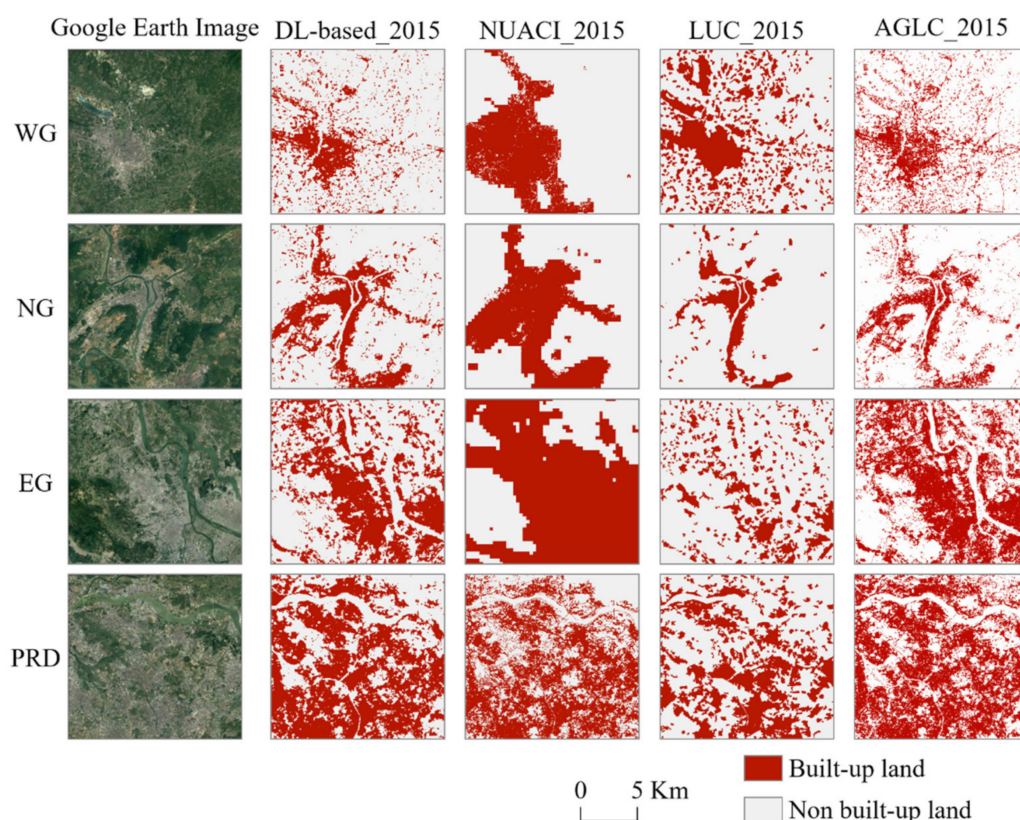 Google Earth Image DL-based_2015 NUACI_2015 LUC_2015 AGLC_2015
WG
NG
EG
PRD
Built-up land
0 5 Km
Non built-up land